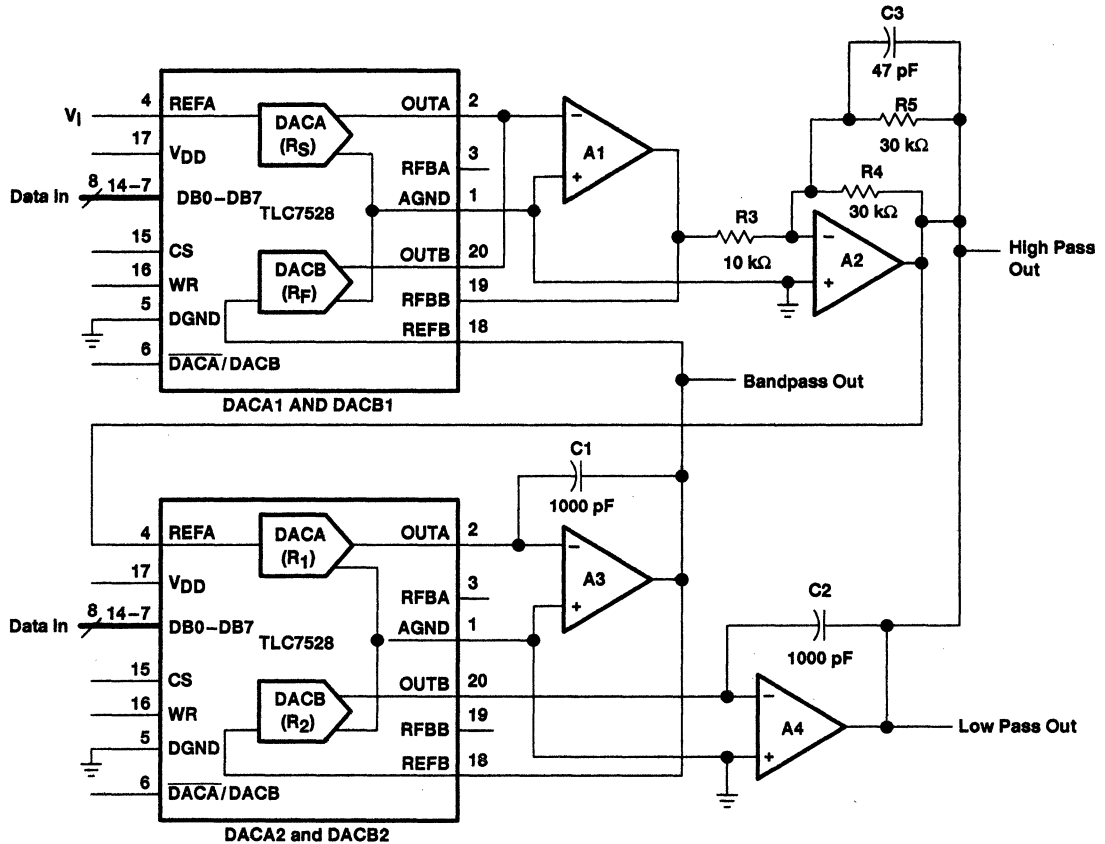 C3
47 pF
R5
30 kΩ
R4
30 kΩ
VI
4
REFA
DACA
(RS)
OUTA
2
17
VDD
A1
3
RFBA
Data In
8
14–7
DB0–DB7
TLC7528
AGND
1
R3
10 kΩ
A2
High Pass
Out
15
CS
DACB
(RF)
OUTB
20
16
WR
RFBB
19
5
DGND
REFB
18
6
DACA/DACB
Bandpass Out
DACA1 AND DACB1
C1
1000 pF
4
REFA
DACA
(R1)
OUTA
2
17
VDD
A3
3
RFBA
C2
1000 pF
Data In
8
14–7
DB0–DB7
TLC7528
AGND
1
15
CS
DACB
(R2)
OUTB
20
16
WR
19
RFBB
A4
Low Pass Out
5
DGND
REFB
18
6
DACA/DACB
DACA2 and DACB2